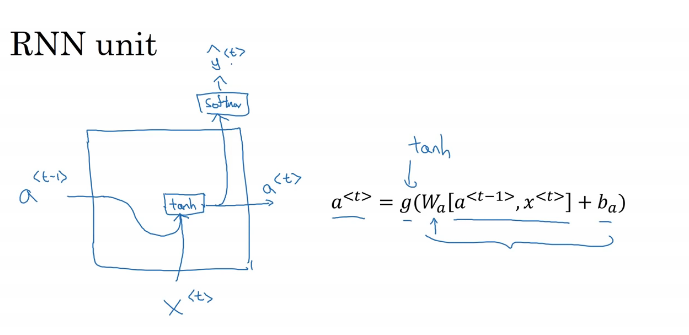 RNN unit
ŷ<t>
softmax
a<t-1>
tanh
a<t>
x<t>
tanh
a<t> = g(Wa[a<t−1>, x<t>] + ba)